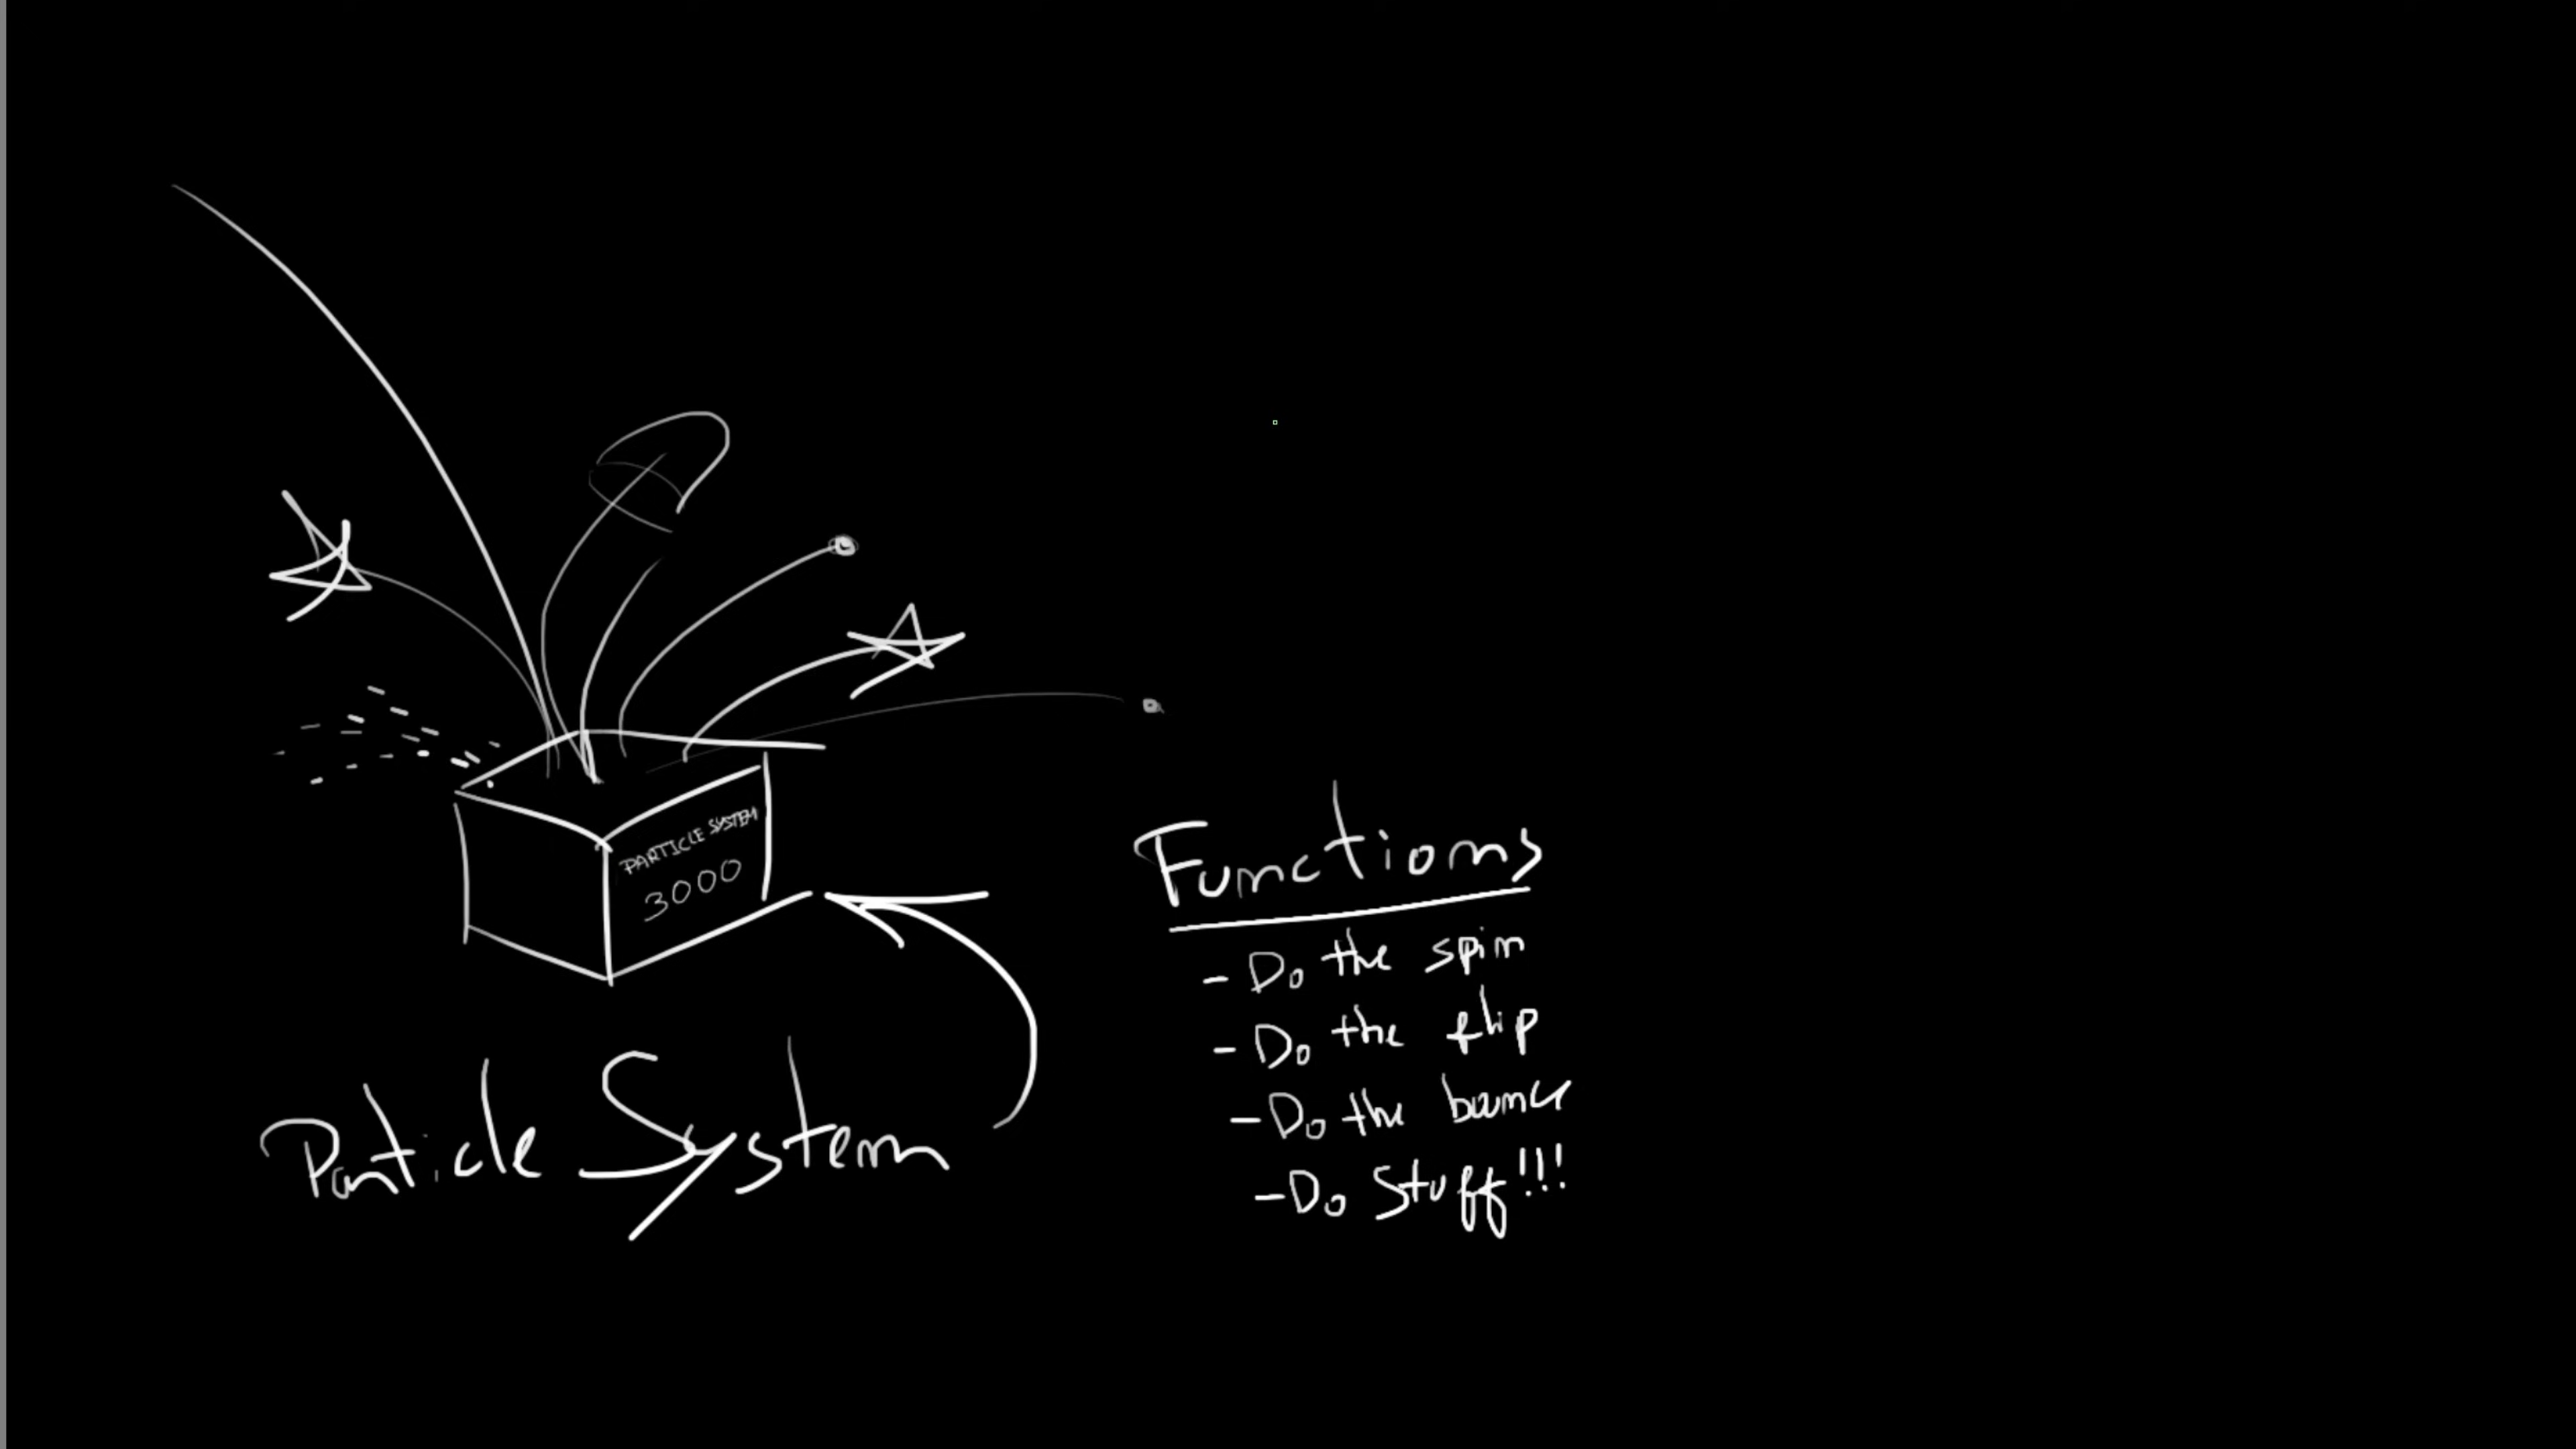 PARTICLE SYSTEM
3000
Particle System
Functions
- Do the spin
- Do the flip
- Do the bounce
- Do Stuff!!!